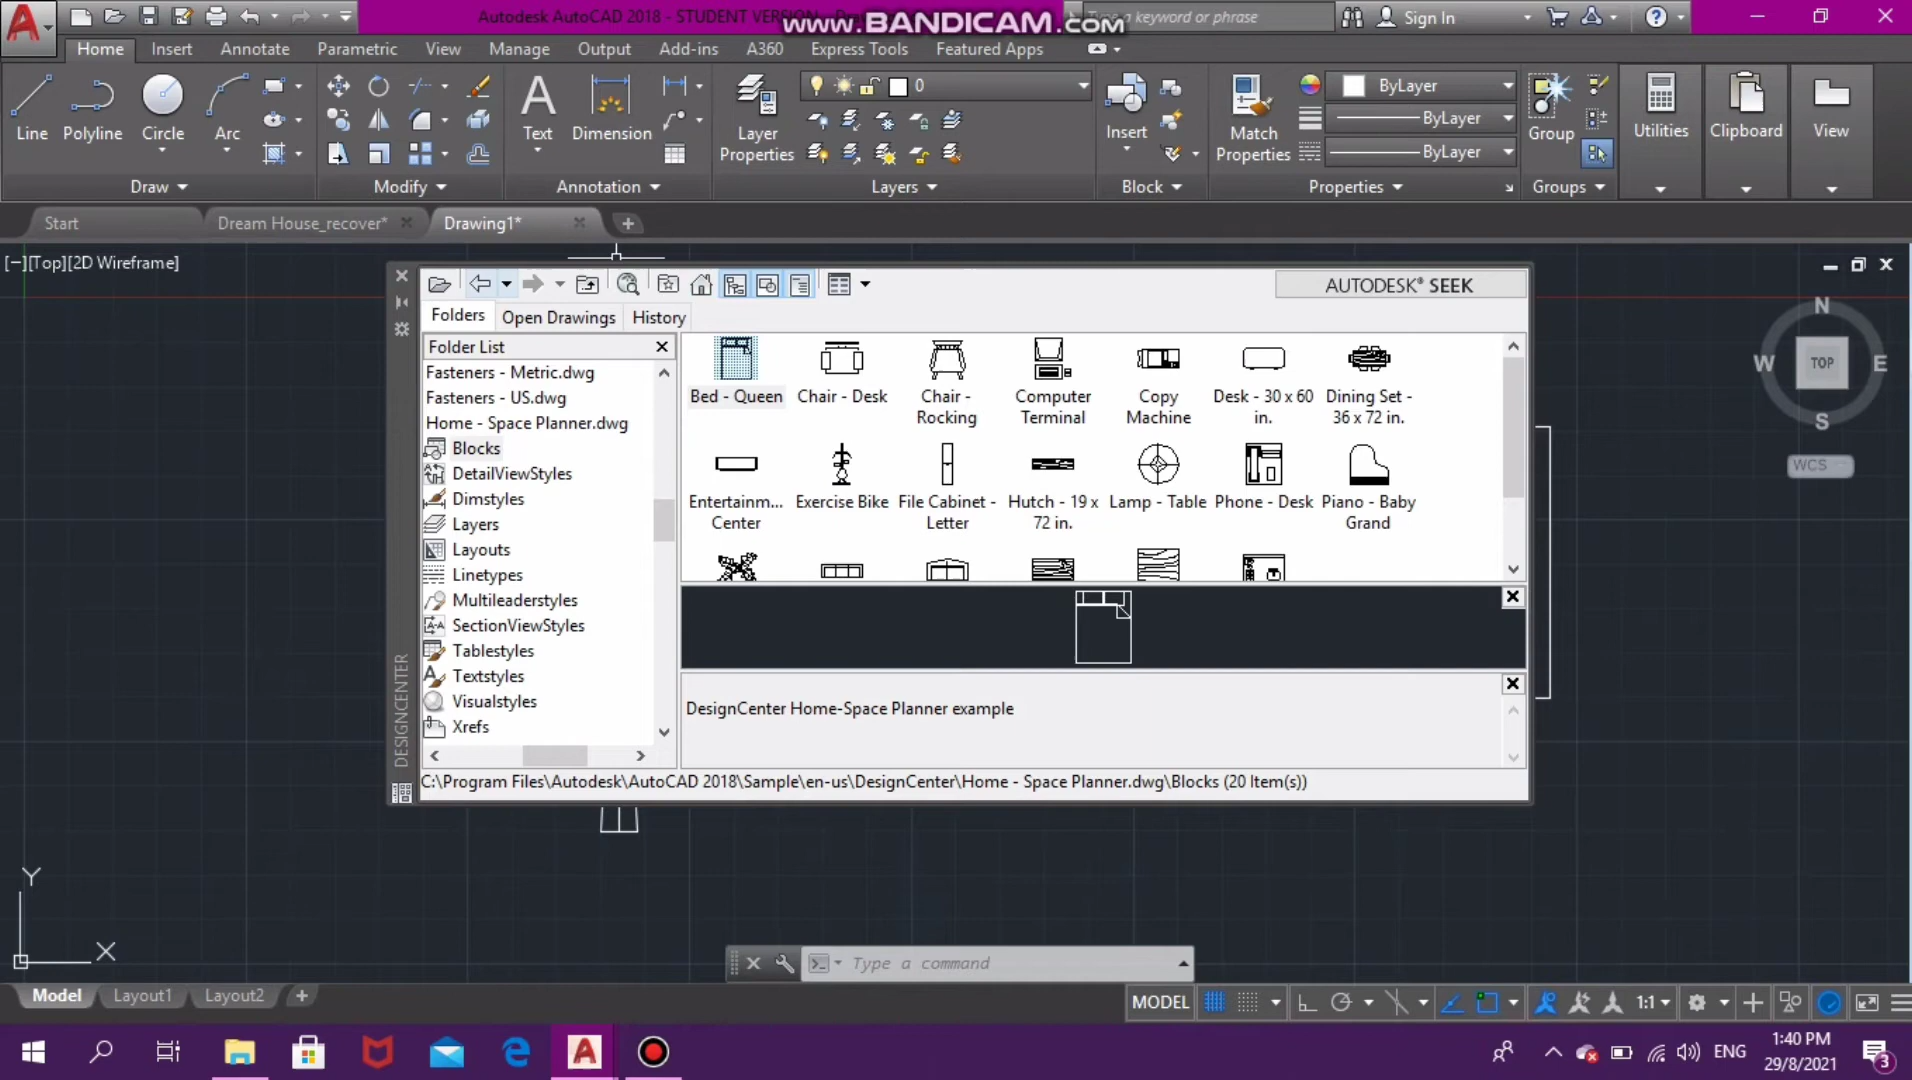 Autodesk AutoCAD 2018 - STUDENT VERSION
www.BANDICAM.com
Type a keyword or phrase
Sign In
Home Insert Annotate Parametric View Manage Output Add-ins A360 Express Tools Featured Apps
0
ByLayer
ByLayer
ByLayer
Line Polyline Circle Arc
Text Dimension
Layer Properties
Insert
Match Properties
Group
Utilities Clipboard View
Draw Modify Annotation Layers Block Properties Groups
Start Dream House_recover* Drawing1*
[−][Top][2D Wireframe]
AUTODESK® SEEK
Folders Open Drawings History
Folder List
Fasteners - Metric.dwg
Fasteners - US.dwg
Home - Space Planner.dwg
Blocks
DetailViewStyles
Dimstyles
Layers
Layouts
Linetypes
Multileaderstyles
SectionViewStyles
Tablestyles
Textstyles
Visualstyles
Xrefs
Bed - Queen
Chair - Desk
Chair - Rocking
Computer Terminal
Copy Machine
Desk - 30 x 60 in.
Dining Set - 36 x 72 in.
Entertainm... Center
Exercise Bike
File Cabinet - Letter
Hutch - 19 x 72 in.
Lamp - Table
Phone - Desk
Piano - Baby Grand
DesignCenter Home-Space Planner example
C:\Program Files\Autodesk\AutoCAD 2018\Sample\en-us\DesignCenter\Home - Space Planner.dwg\Blocks (20 Item(s))
DESIGNCENTER
N
W TOP E
S
WCS
Y
X
Type a command
Model Layout1 Layout2
MODEL 1:1
ENG
1:40 PM
29/8/2021
3